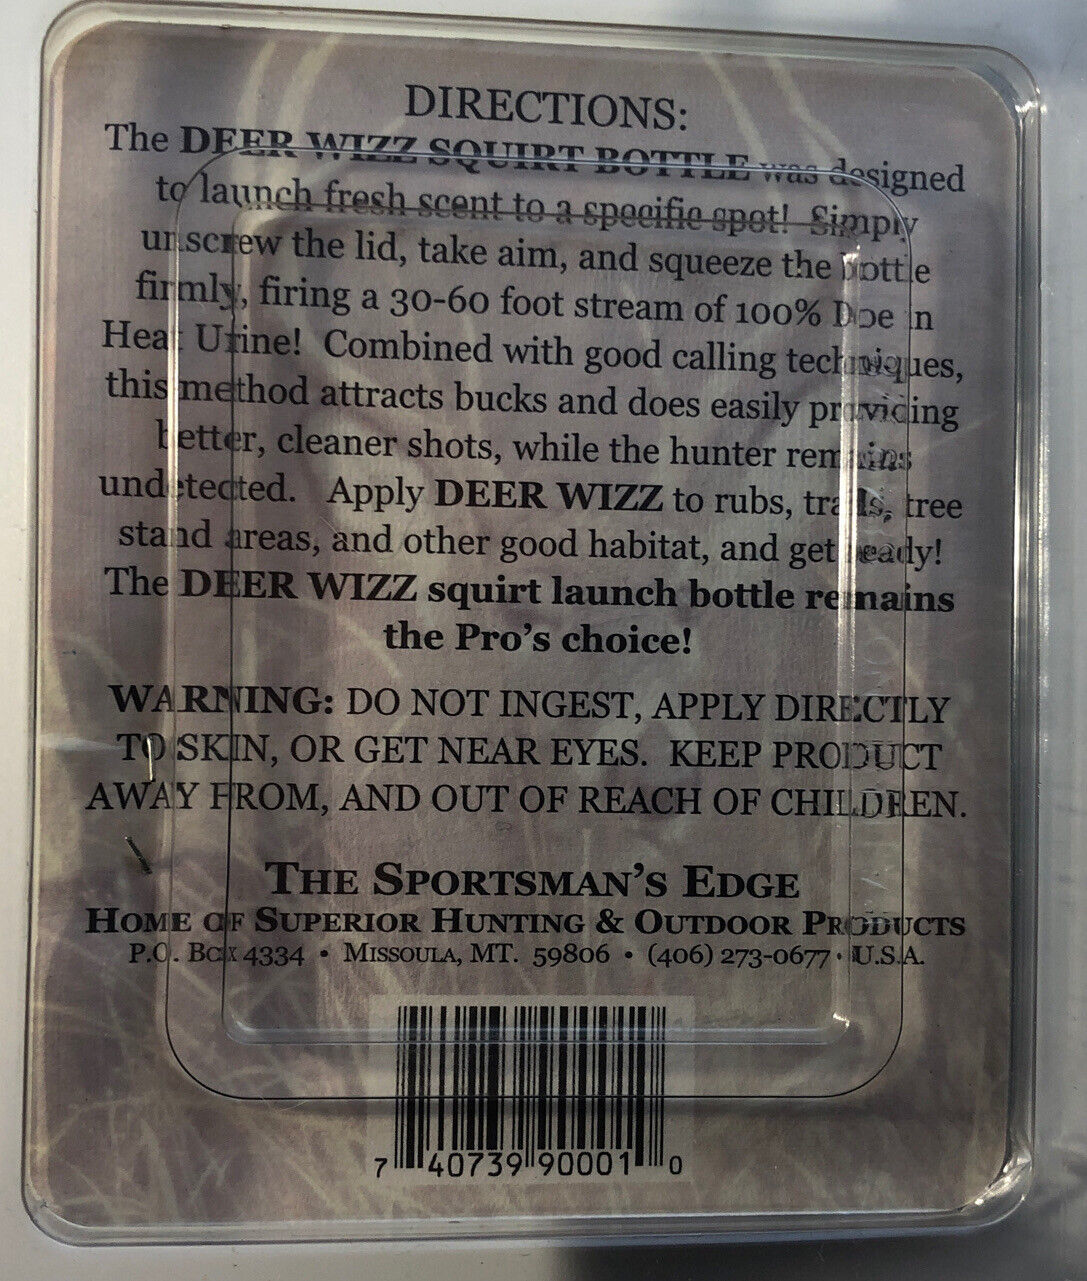 DIRECTIONS:
The DEER WIZZ SQUIRT BOTTLE was designed
to launch fresh scent to a specific spot! Simply
unscrew the lid, take aim, and squeeze the bottle
firmly, firing a 30-60 foot stream of 100% Doe in
Heat Urine! Combined with good calling techniques,
this method attracts bucks and does easily providing
better, cleaner shots, while the hunter remains
undetected. Apply DEER WIZZ to rubs, trails, tree
stand areas, and other good habitat, and get ready!
The DEER WIZZ squirt launch bottle remains
the Pro's choice!
WARNING: DO NOT INGEST, APPLY DIRECTLY
TO SKIN, OR GET NEAR EYES. KEEP PRODUCT
AWAY FROM, AND OUT OF REACH OF CHILDREN.
THE SPORTSMAN'S EDGE
HOME OF SUPERIOR HUNTING & OUTDOOR PRODUCTS
P.O. BOX 4334 • MISSOULA, MT. 59806 • (406) 273-0677 • U.S.A.
7 40739 90001 0